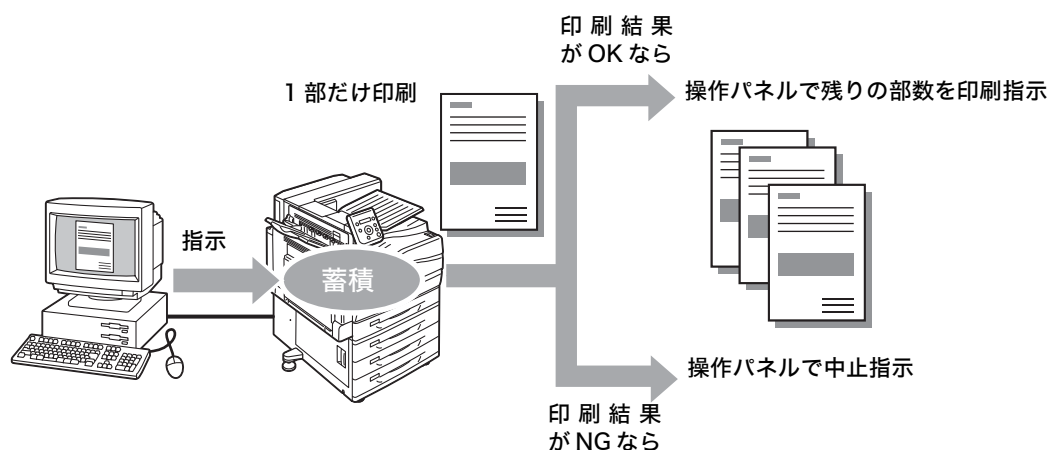 印刷結果
がOKなら
1部だけ印刷
操作パネルで残りの部数を印刷指示
指示
蓄積
操作パネルで中止指示
印刷結果
がNGなら